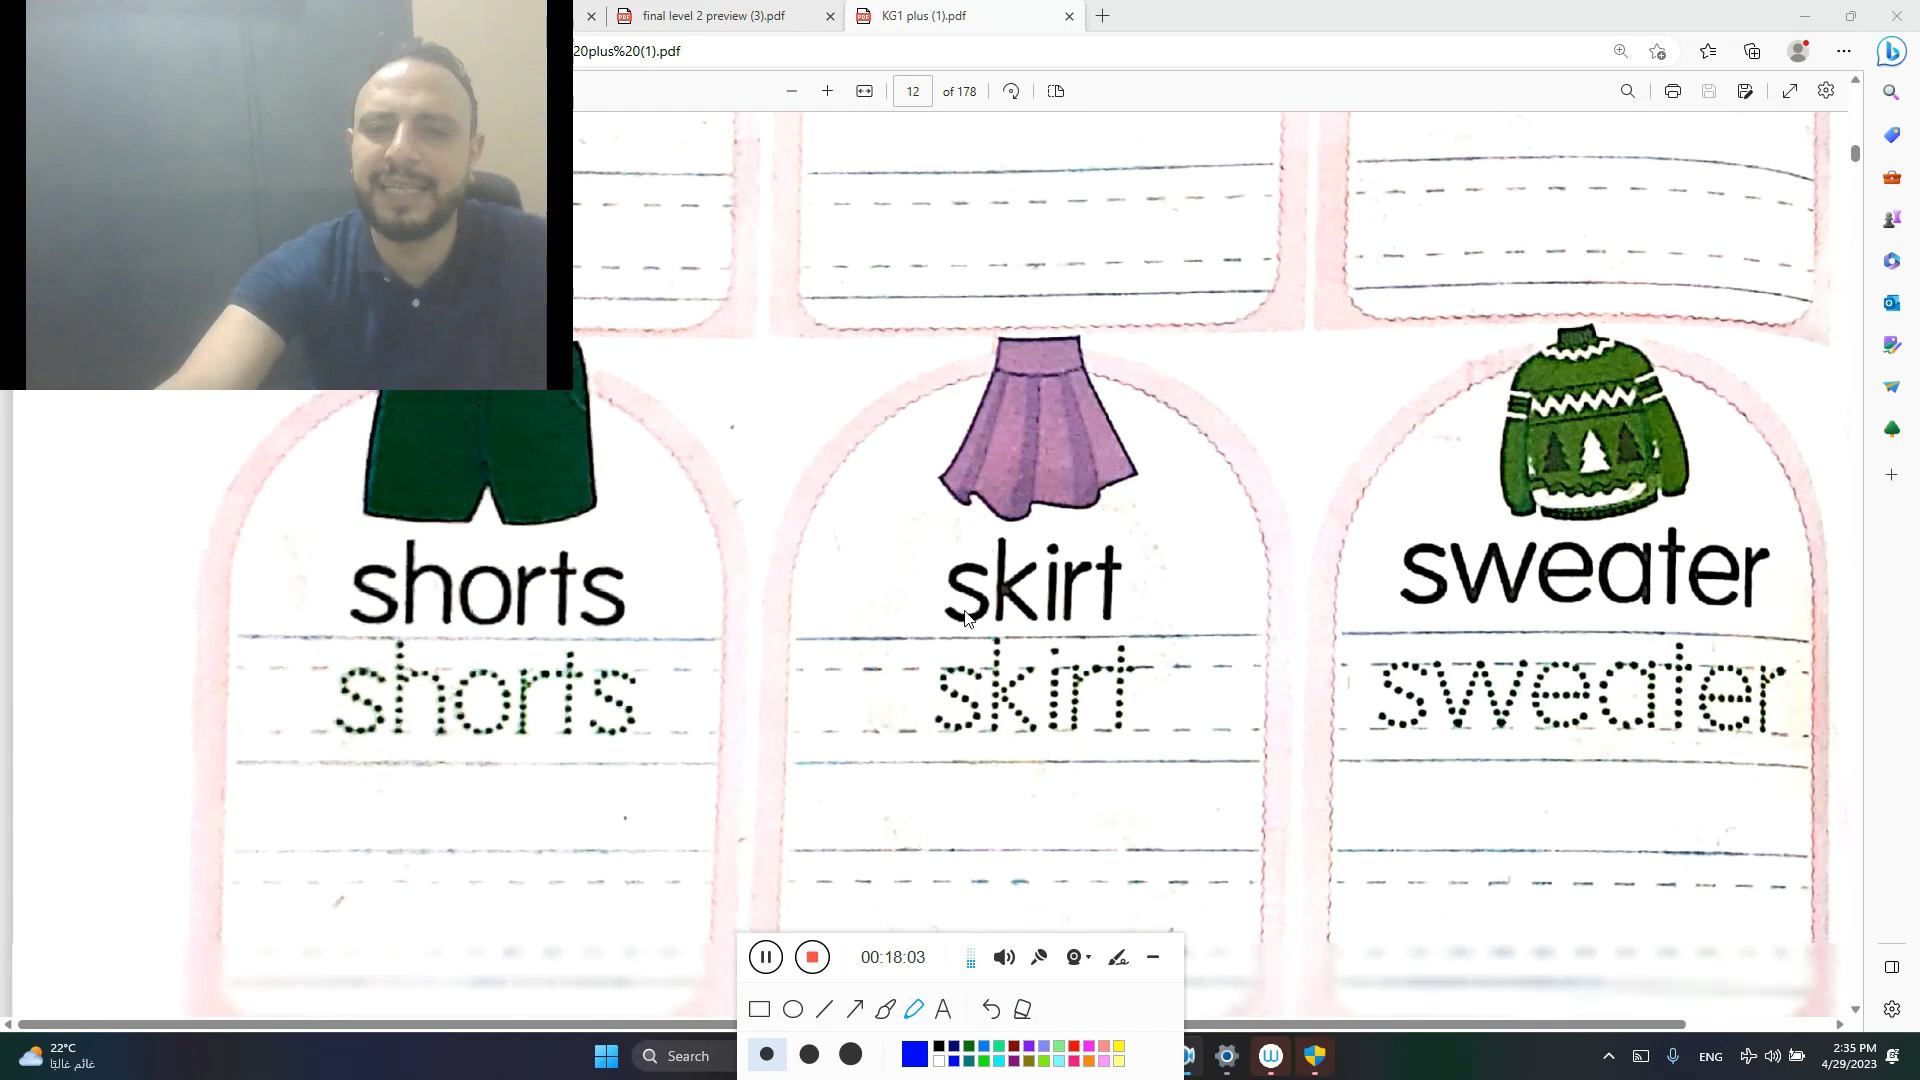 final level 2 preview (3).pdf
KG1 plus (1).pdf
20plus%20(1).pdf
12 of 178
shorts
skirt
sweater
shorts
skirt
sweater
00:18:03
A
22°C
غائم غالبًا
Search
ENG
2:35 PM
4/29/2023